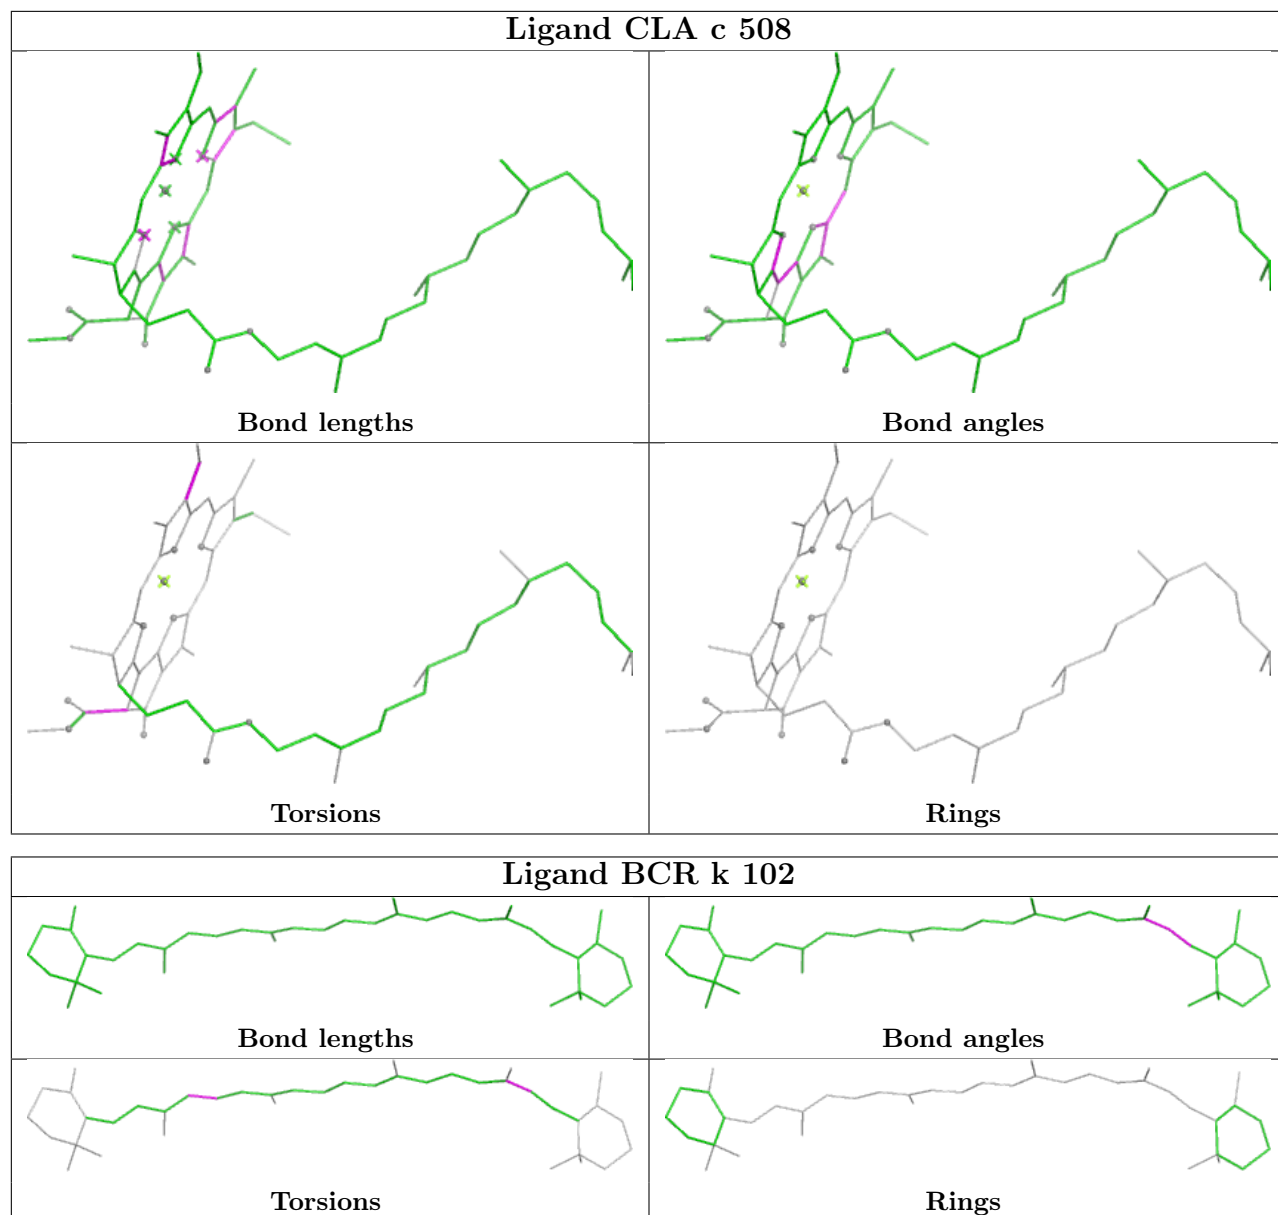 Ligand CLA c 508
Bond lengths
Bond angles
Torsions
Rings
Ligand BCR k 102
Bond lengths
Bond angles
Torsions
Rings